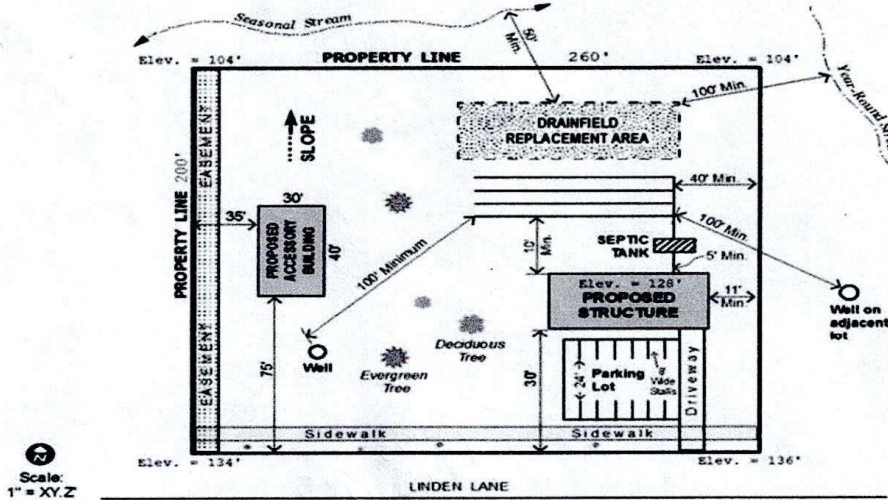 Seasonal Stream
Elev. = 104'
PROPERTY LINE
260'
Elev. = 104'
50'
Min.
100' Min.
Year-Round
EASEMENT
SLOPE
DRAINFIELD
REPLACEMENT AREA
PROPERTY LINE 200'
30'
35'
PROPOSED
ACCESSORY
BUILDING
40'
40' Min.
100' Minimum
10'
Min.
SEPTIC
TANK
5' Min.
100' Min.
Elev. = 128'
PROPOSED
STRUCTURE
11'
Min.
Well on
adjacent
lot
EASEMENT
75'
Well
Evergreen
Tree
Deciduous
Tree
30'
24'
Parking
Lot
Wide
Stalls
Driveway
Sidewalk
Sidewalk
Elev. = 134'
Elev. = 136'
Scale:
1" = XY.Z'
LINDEN LANE